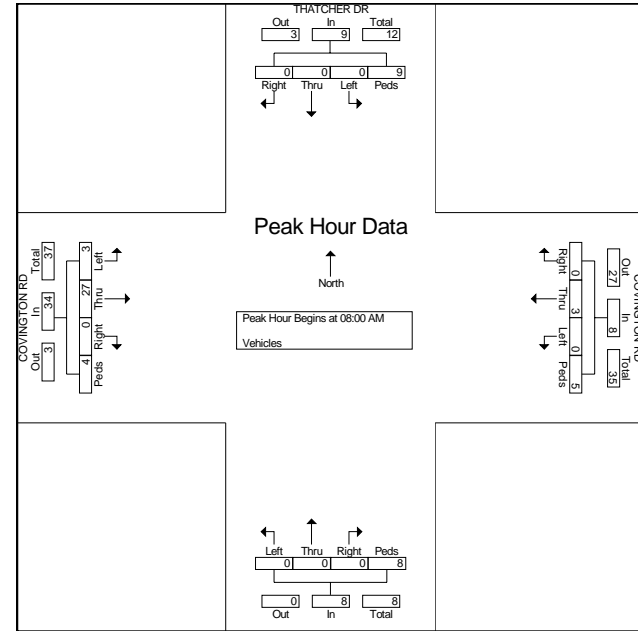 THATCHER DR
Out In Total
3 9 12
0 0 0 9
Right Thru Left Peds
Peak Hour Data
North
Peak Hour Begins at 08:00 AM
Vehicles
COVINGTON RD
Total In Out
37 34 3
3 27 0 4
Left Thru Right Peds
Right Thru Left Peds
0 3 0 5
Out In Total
27 8 35
COVINGTON RD
Left Thru Right Peds
0 0 0 8
0 8 8
Out In Total